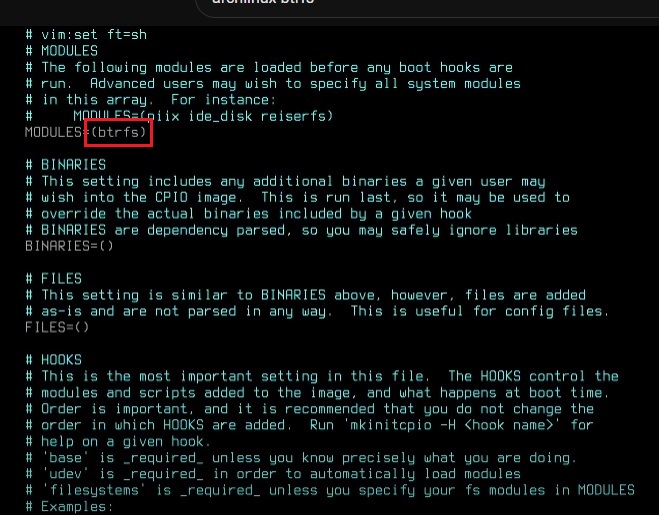 archlinux btrfs
# vim:set ft=sh
# MODULES
# The following modules are loaded before any boot hooks are
# run.  Advanced users may wish to specify all system modules
# in this array.  For instance:
#     MODULES=(piix ide_disk reiserfs)
MODULES=(btrfs)
# BINARIES
# This setting includes any additional binaries a given user may
# wish into the CPIO image.  This is run last, so it may be used to
# override the actual binaries included by a given hook
# BINARIES are dependency parsed, so you may safely ignore libraries
BINARIES=()
# FILES
# This setting is similar to BINARIES above, however, files are added
# as-is and are not parsed in any way.  This is useful for config files.
FILES=()
# HOOKS
# This is the most important setting in this file.  The HOOKS control the
# modules and scripts added to the image, and what happens at boot time.
# Order is important, and it is recommended that you do not change the
# order in which HOOKS are added.  Run 'mkinitcpio -H <hook name>' for
# help on a given hook.
# 'base' is _required_ unless you know precisely what you are doing.
# 'udev' is _required_ in order to automatically load modules
# 'filesystems' is _required_ unless you specify your fs modules in MODULES
# Examples: